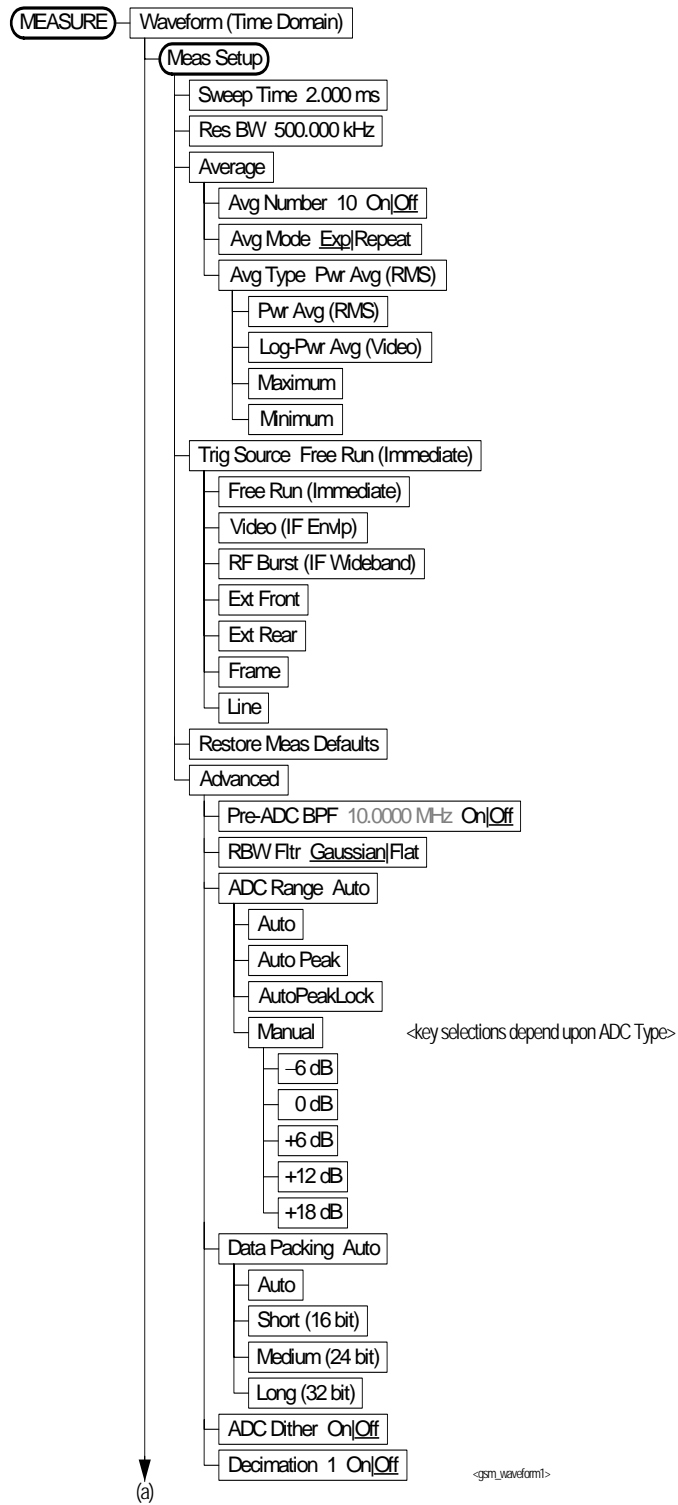 MEASURE Waveform (Time Domain)
Meas Setup
Sweep Time 2.000 ms
Res BW 500.000 kHz
Average
Avg Number 10 On|Off
Avg Mode Exp|Repeat
Avg Type Pwr Avg (RMS)
Pwr Avg (RMS)
Log-Pwr Avg (Video)
Maximum
Minimum
Trig Source Free Run (Immediate)
Free Run (Immediate)
Video (IF Envlp)
RF Burst (IF Wideband)
Ext Front
Ext Rear
Frame
Line
Restore Meas Defaults
Advanced
Pre-ADC BPF 10.0000 MHz On|Off
RBW Fltr Gaussian|Flat
ADC Range Auto
Auto
Auto Peak
AutoPeakLock
Manual <key selections depend upon ADC Type>
–6 dB
0 dB
+6 dB
+12 dB
+18 dB
Data Packing Auto
Auto
Short (16 bit)
Medium (24 bit)
Long (32 bit)
ADC Dither On|Off
Decimation 1 On|Off
<gsm_waveform1>
(a)